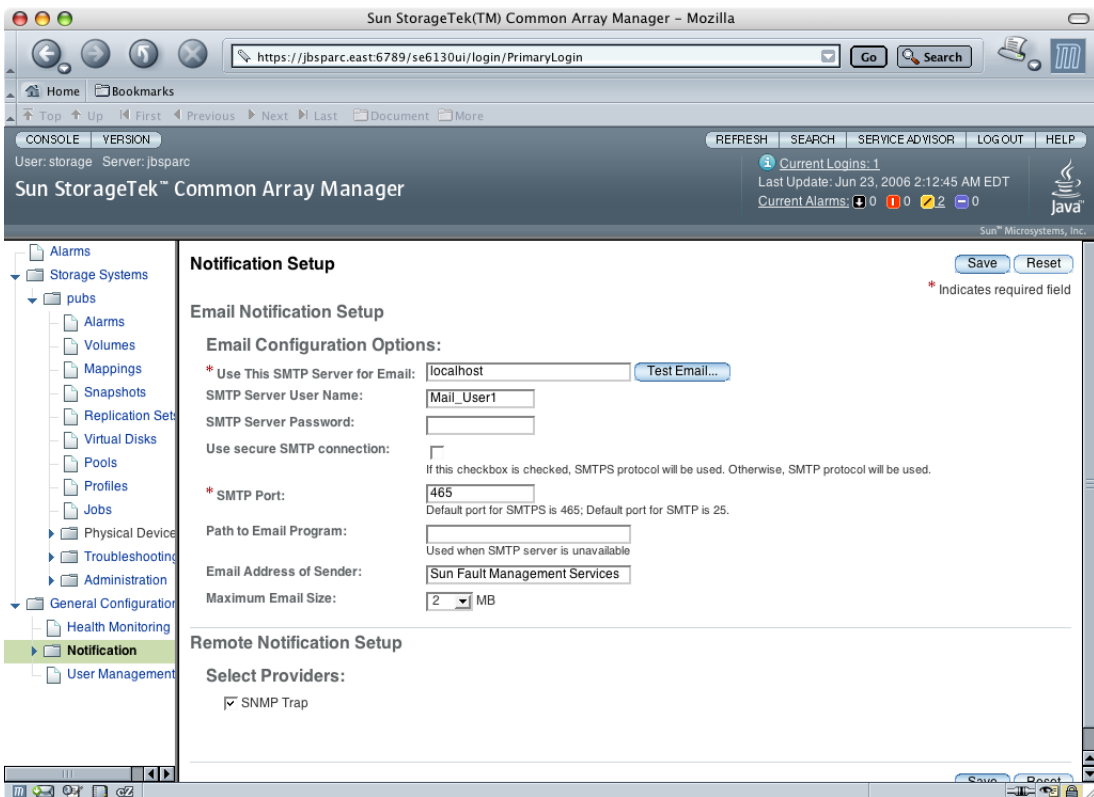 Sun StorageTek(TM) Common Array Manager – Mozilla
https://jbsparc.east:6789/se6130ui/login/PrimaryLogin
Go
Search
Home Bookmarks
Top Up First Previous Next Last Document More
CONSOLE VERSION
REFRESH SEARCH SERVICE ADVISOR LOG OUT HELP
User: storage Server: jbsparc
Sun StorageTek™ Common Array Manager
Current Logins: 1
Last Update: Jun 23, 2006 2:12:45 AM EDT
Current Alarms: 0 0 2 0
Java™
Sun™ Microsystems, Inc.
Alarms
Storage Systems
pubs
Alarms
Volumes
Mappings
Snapshots
Replication Sets
Virtual Disks
Pools
Profiles
Jobs
Physical Device
Troubleshooting
Administration
General Configuration
Health Monitoring
Notification
User Management
Notification Setup
Save Reset
* Indicates required field
Email Notification Setup
Email Configuration Options:
* Use This SMTP Server for Email: localhost Test Email...
SMTP Server User Name: Mail_User1
SMTP Server Password:
Use secure SMTP connection:
If this checkbox is checked, SMTPS protocol will be used. Otherwise, SMTP protocol will be used.
* SMTP Port: 465
Default port for SMTPS is 465; Default port for SMTP is 25.
Path to Email Program:
Used when SMTP server is unavailable
Email Address of Sender: Sun Fault Management Services
Maximum Email Size: 2 MB
Remote Notification Setup
Select Providers:
SNMP Trap
Save Reset